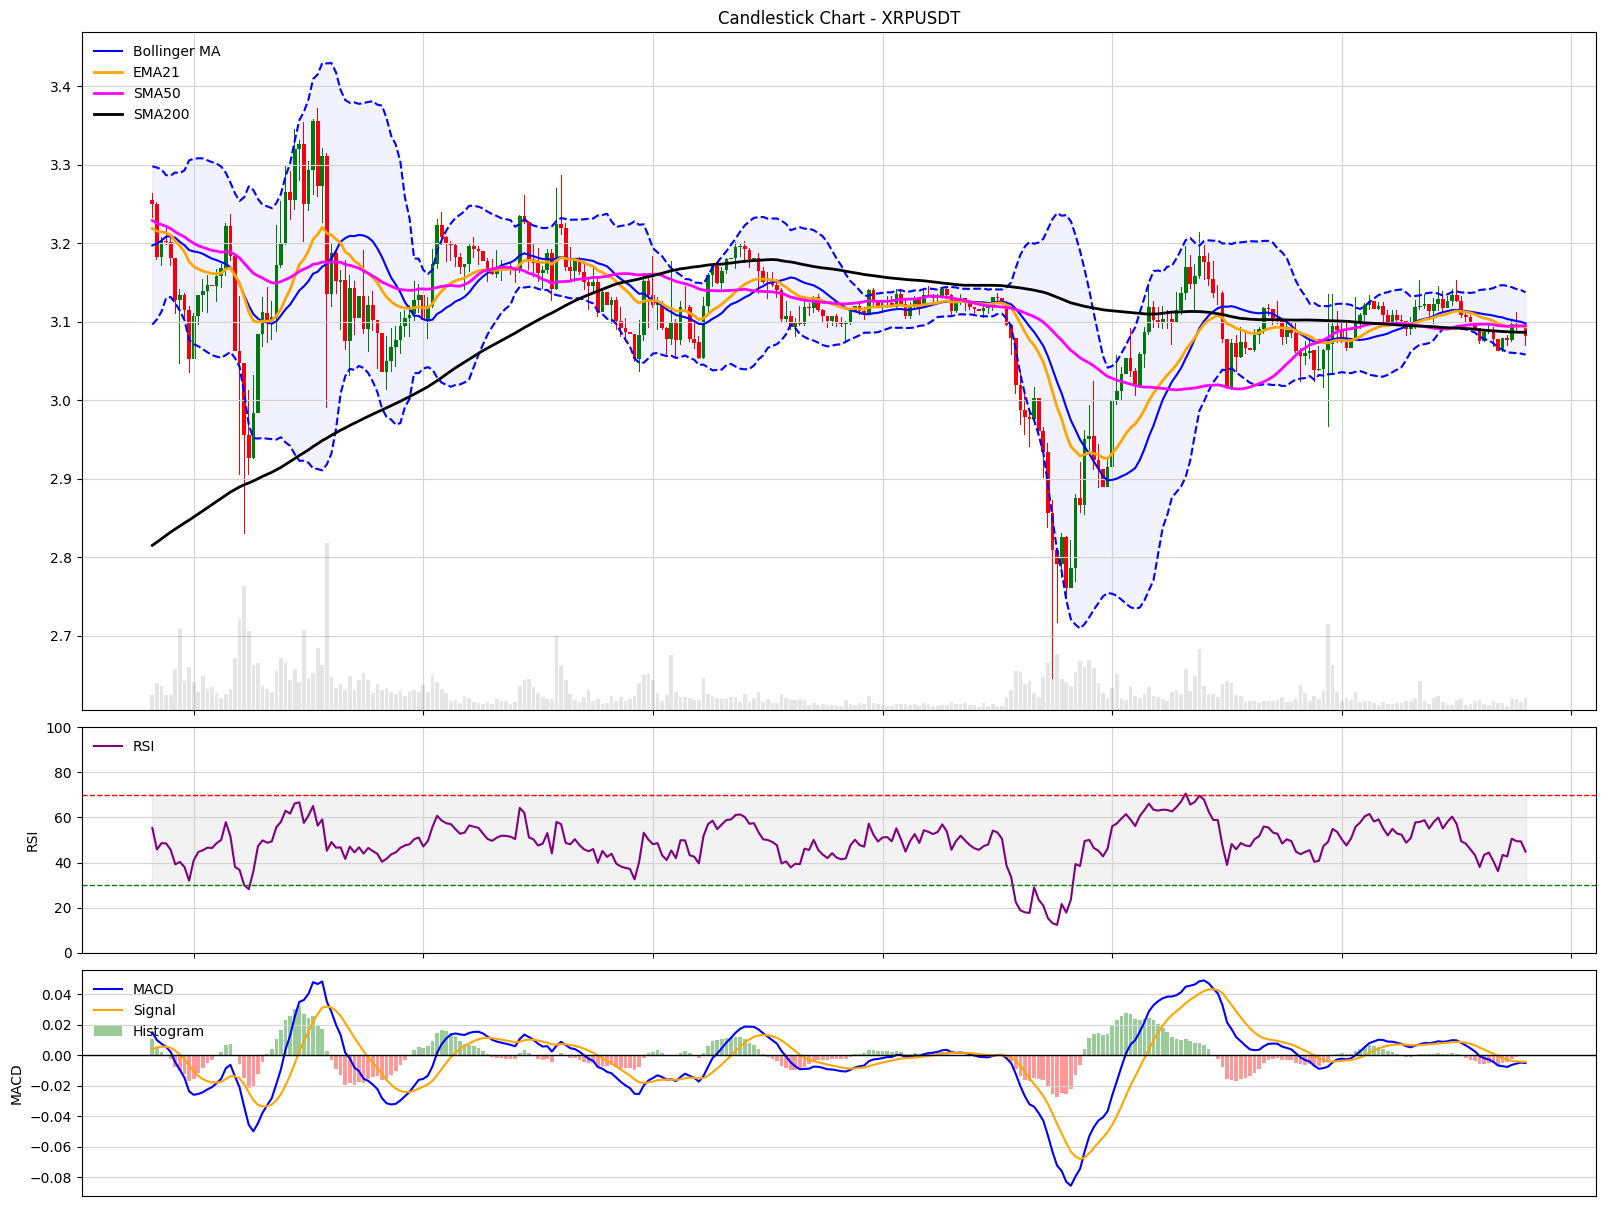 Candlestick Chart - XRPUSDT
Bollinger MA
EMA21
SMA50
SMA200
3.4
3.3
3.2
3.1
3.0
2.9
2.8
2.7
RSI
100
80
60
40
20
0
RSI
MACD
Signal
Histogram
0.04
0.02
0.00
−0.02
−0.04
−0.06
−0.08
MACD